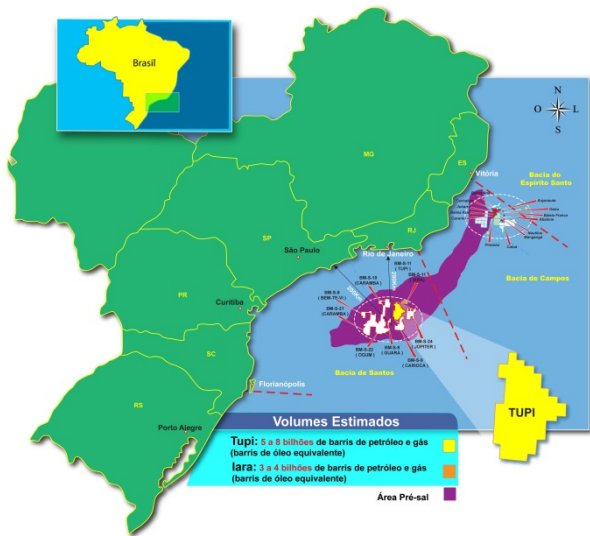 Brasil
N
O
L
S
MG
ES
Vitória
Bacia do
Espírito Santo
SP
RJ
São Paulo
Rio de Janeiro
Bacia de Campos
BM-S-11
( TUPI )
BM-S-11
BM-S-10
(CARAMBA)
BM-S-8
( BEM-TE-VI )
BM-S-21
(CARAMBA)
PR
Curitiba
BM-S-22
( OGUM )
BM-S-9
( GUARÁ )
BM-S-24
( JÚPITER )
( CARIOCA )
SC
Bacia de Santos
Florianópolis
RS
Porto Alegre
TUPI
Volumes Estimados
Tupi: 5 a 8 bilhões de barris de petróleo e gás
(barris de óleo equivalente)
Iara: 3 a 4 bilhões de barris de petróleo e gás
(barris de óleo equivalente)
Área Pré-sal